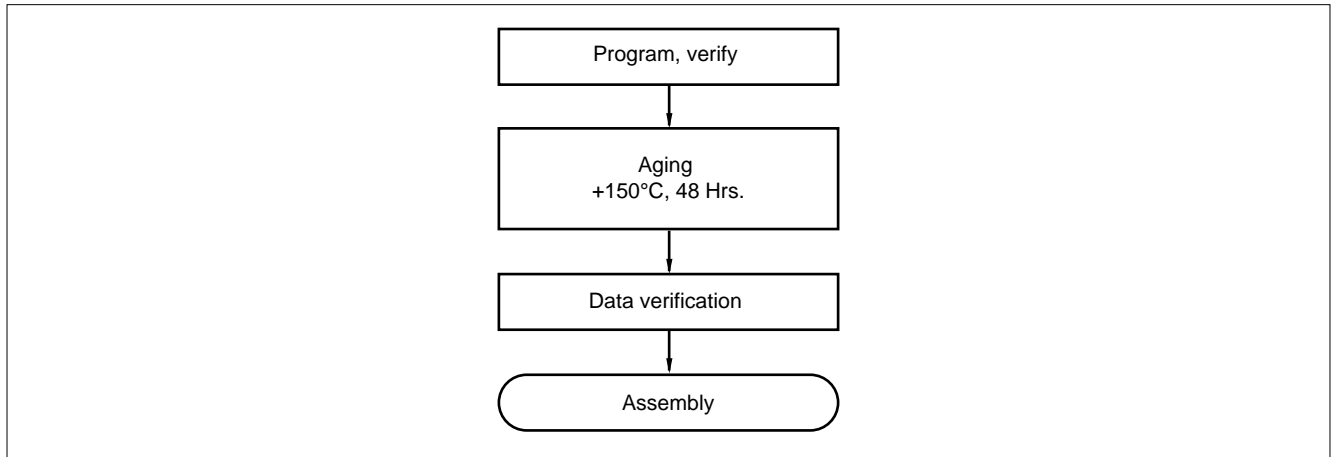 Program, verify
Aging
+150°C, 48 Hrs.
Data verification
Assembly